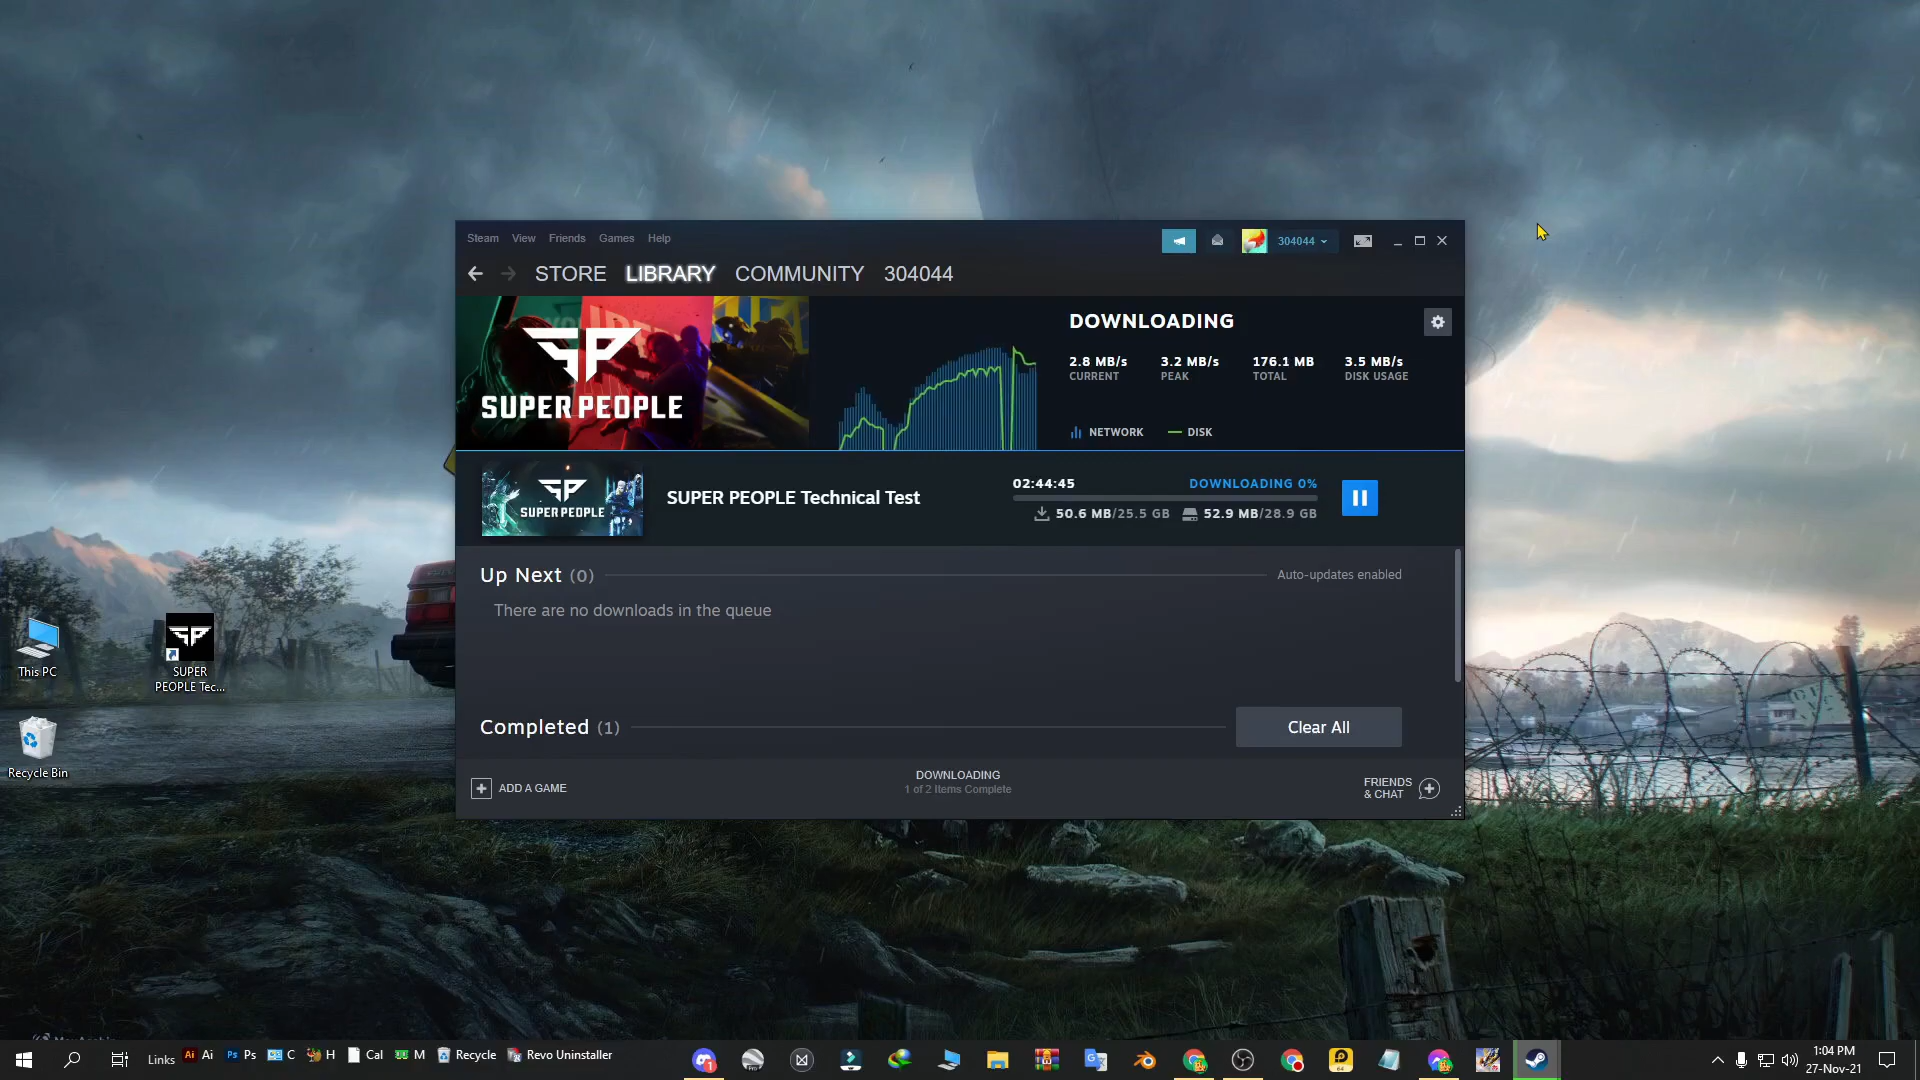 Steam View Friends Games Help
304044
STORE LIBRARY COMMUNITY 304044
SUPER PEOPLE
DOWNLOADING
2.8 MB/s 3.2 MB/s 176.1 MB 3.5 MB/s
CURRENT PEAK TOTAL DISK USAGE
NETWORK DISK
SUPER PEOPLE
SUPER PEOPLE Technical Test
02:44:45 DOWNLOADING 0%
50.6 MB/25.5 GB 52.9 MB/28.9 GB
Up Next (0) Auto-updates enabled
There are no downloads in the queue
Completed (1) Clear All
ADD A GAME
DOWNLOADING
1 of 2 Items Complete
FRIENDS
& CHAT
This PC
SUPER
PEOPLE Tec...
Recycle Bin
Links Ai Ps C H Cal M Recycle Revo Uninstaller
1:04 PM
27-Nov-21